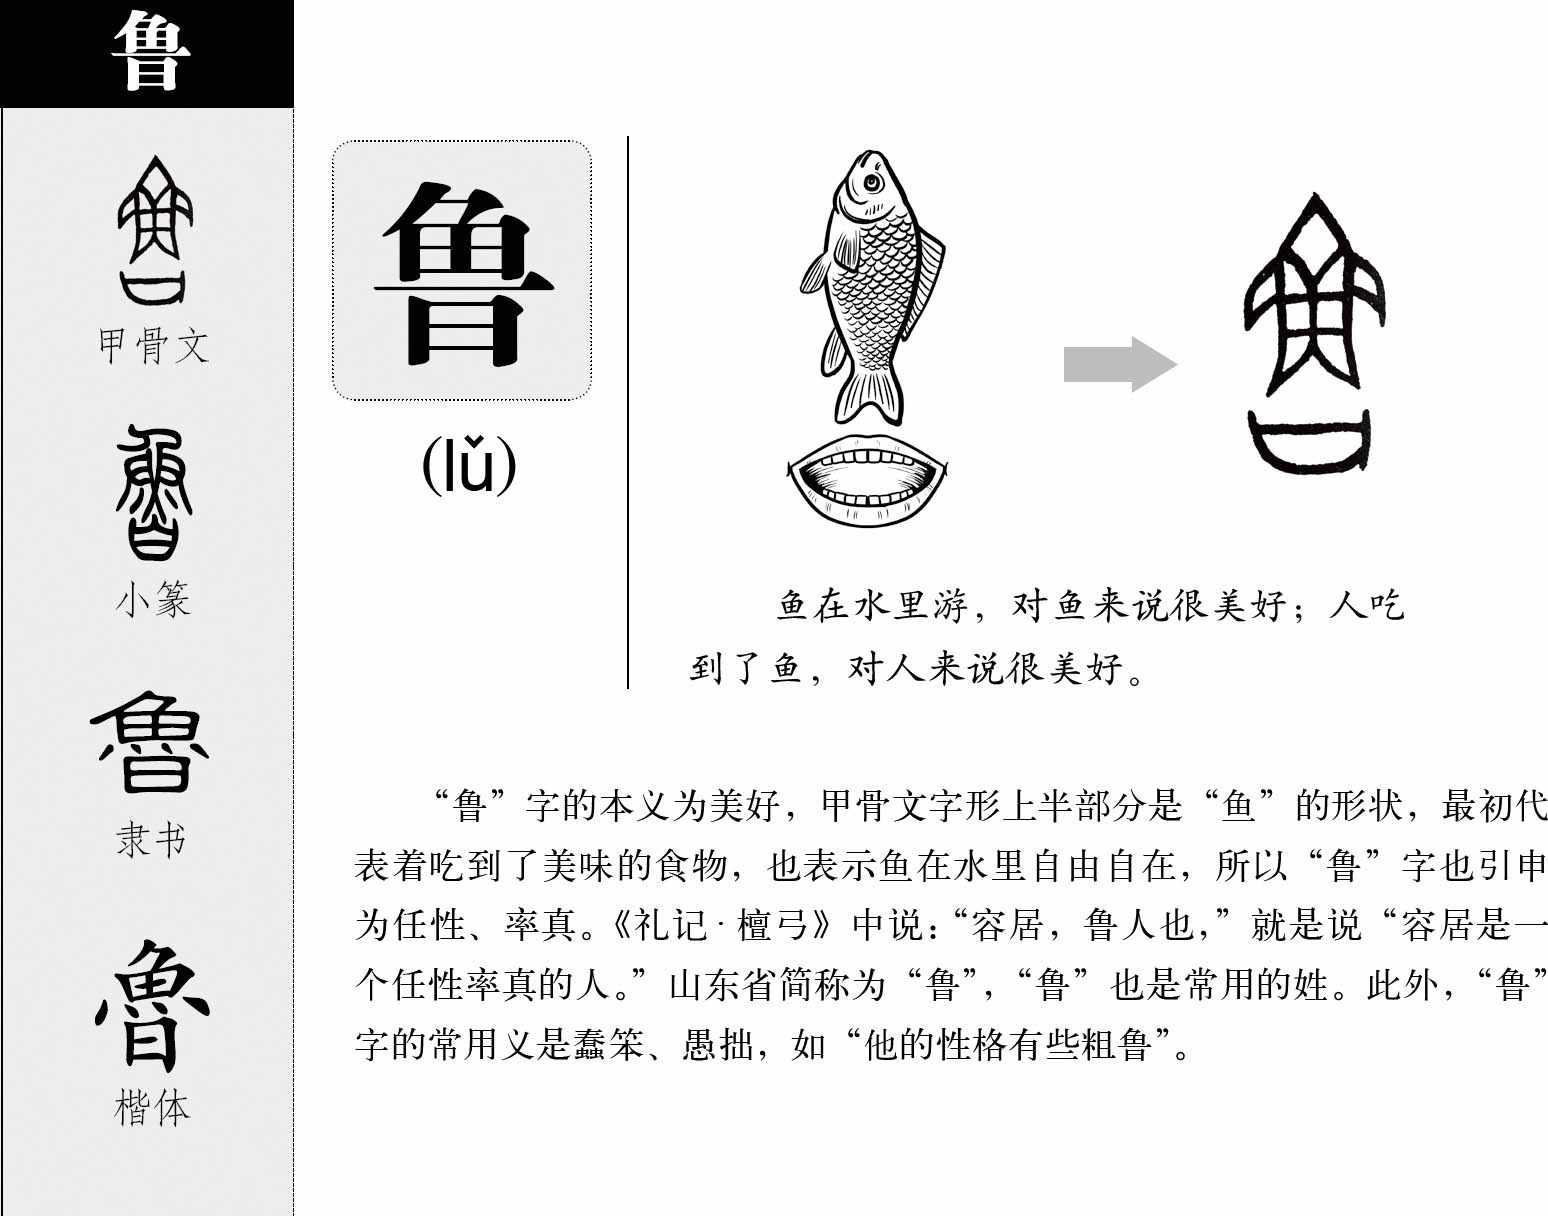 鲁
甲骨文
小篆
隶书
楷体
鲁
(lǔ)
鱼在水里游，对鱼来说很美好；人吃
到了鱼，对人来说很美好。
“鲁”字的本义为美好，甲骨文字形上半部分是“鱼”的形状，最初代
表着吃到了美味的食物，也表示鱼在水里自由自在，所以“鲁”字也引申
为任性、率真。《礼记·檀弓》中说：“容居，鲁人也，”就是说“容居是一
个任性率真的人。”山东省简称为“鲁”，“鲁”也是常用的姓。此外，“鲁”
字的常用义是蠢笨、愚拙，如“他的性格有些粗鲁”。